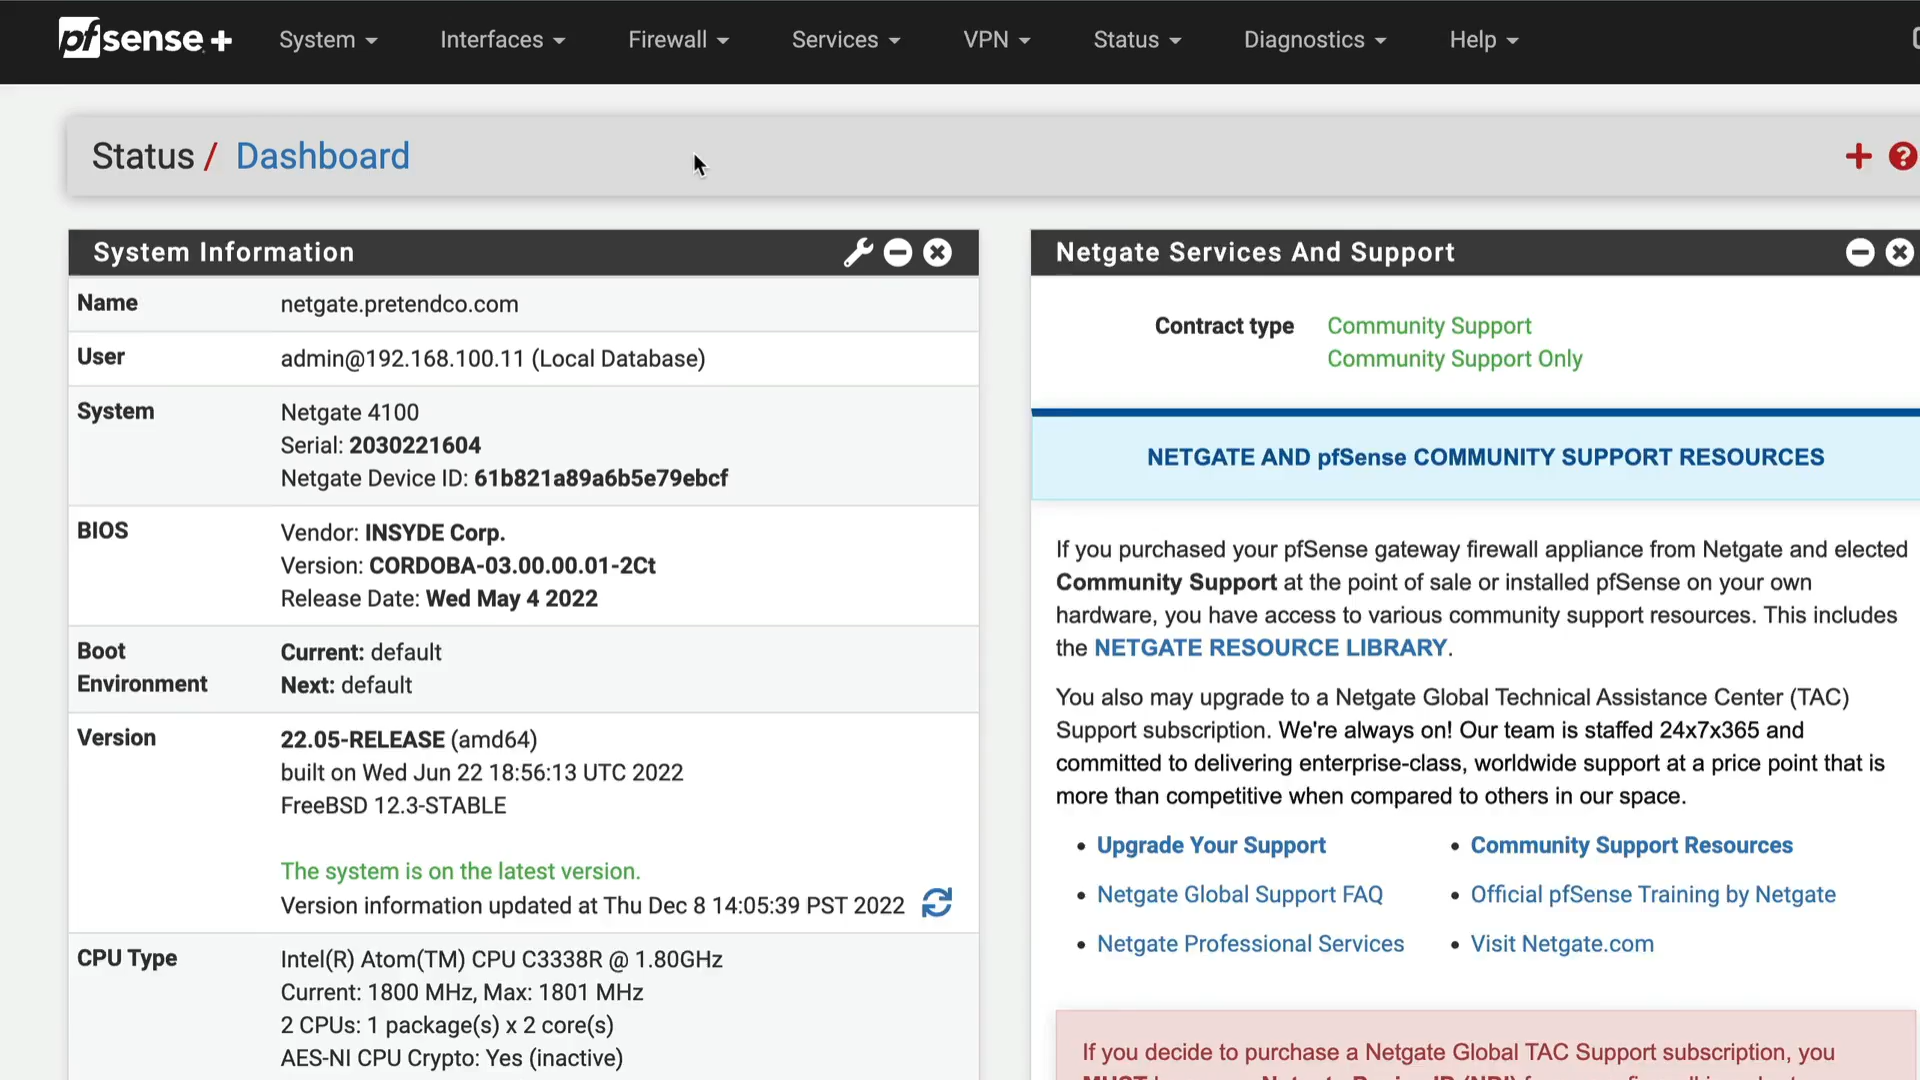 pfsense +
System
Interfaces
Firewall
Services
VPN
Status
Diagnostics
Help
Status / Dashboard
System Information
Name
netgate.pretendco.com
User
admin@192.168.100.11 (Local Database)
System
Netgate 4100
Serial: 2030221604
Netgate Device ID: 61b821a89a6b5e79ebcf
BIOS
Vendor: INSYDE Corp.
Version: CORDOBA-03.00.00.01-2Ct
Release Date: Wed May 4 2022
Boot
Environment
Current: default
Next: default
Version
22.05-RELEASE (amd64)
built on Wed Jun 22 18:56:13 UTC 2022
FreeBSD 12.3-STABLE
The system is on the latest version.
Version information updated at Thu Dec 8 14:05:39 PST 2022
CPU Type
Intel(R) Atom(TM) CPU C3338R @ 1.80GHz
Current: 1800 MHz, Max: 1801 MHz
2 CPUs: 1 package(s) x 2 core(s)
AES-NI CPU Crypto: Yes (inactive)
Netgate Services And Support
Contract type
Community Support
Community Support Only
NETGATE AND pfSense COMMUNITY SUPPORT RESOURCES
If you purchased your pfSense gateway firewall appliance from Netgate and elected
Community Support at the point of sale or installed pfSense on your own
hardware, you have access to various community support resources. This includes
the NETGATE RESOURCE LIBRARY.
You also may upgrade to a Netgate Global Technical Assistance Center (TAC)
Support subscription. We're always on! Our team is staffed 24x7x365 and
committed to delivering enterprise-class, worldwide support at a price point that is
more than competitive when compared to others in our space.
• Upgrade Your Support
• Community Support Resources
• Netgate Global Support FAQ
• Official pfSense Training by Netgate
• Netgate Professional Services
• Visit Netgate.com
If you decide to purchase a Netgate Global TAC Support subscription, you